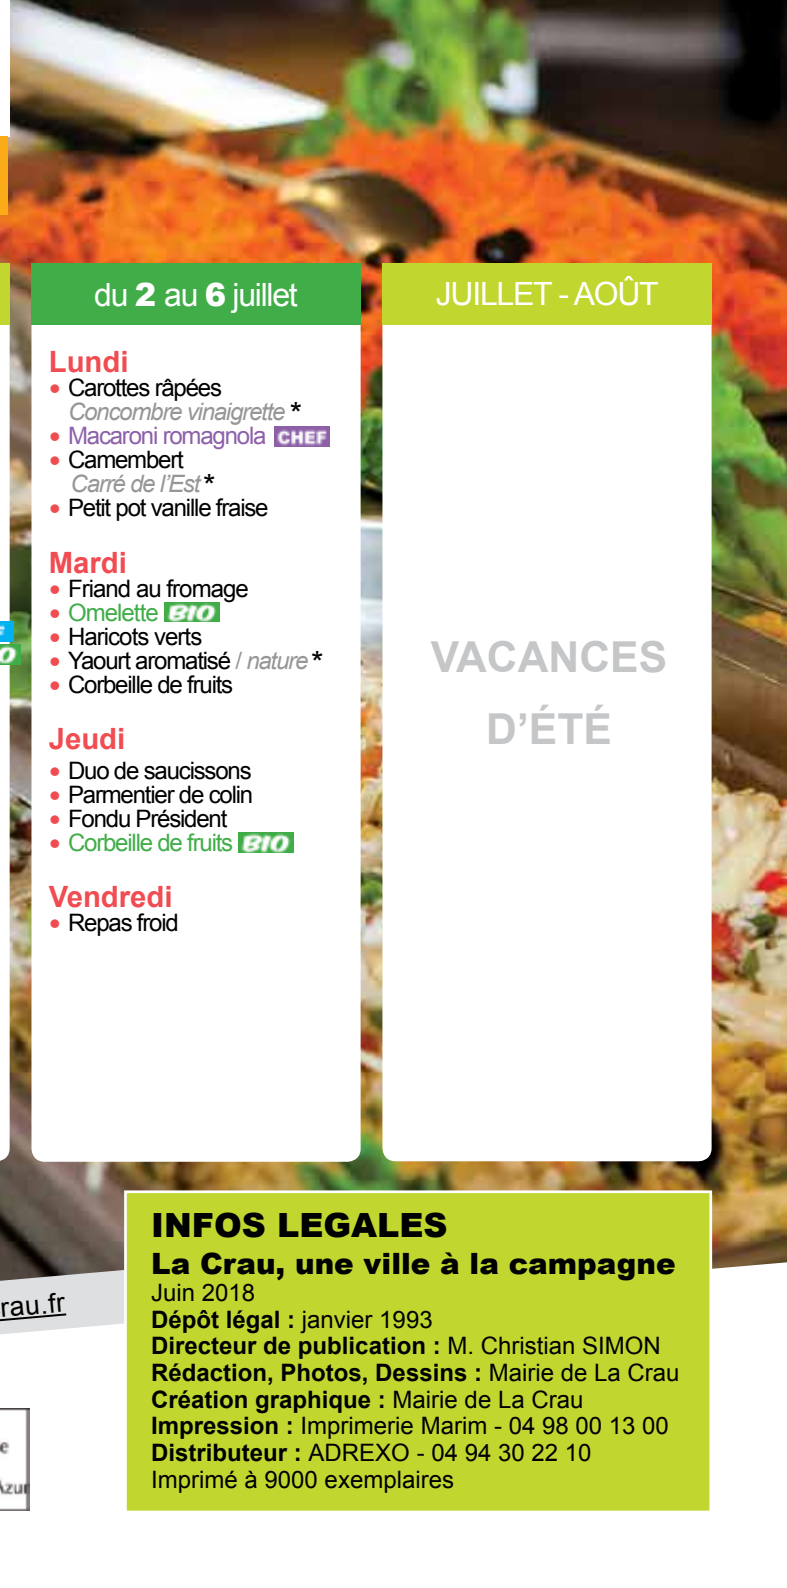 du 2 au 6 juillet
Lundi
• Carottes râpées
Concombre vinaigrette *
• Macaroni romagnola CHEF
• Camembert
Carré de l'Est *
• Petit pot vanille fraise
Mardi
• Friand au fromage
• Omelette BIO
• Haricots verts
• Yaourt aromatisé / nature *
• Corbeille de fruits
Jeudi
• Duo de saucissons
• Parmentier de colin
• Fondu Président
• Corbeille de fruits BIO
Vendredi
• Repas froid
JUILLET - AOÛT
VACANCES
D'ÉTÉ
rau.fr
INFOS LEGALES
La Crau, une ville à la campagne
Juin 2018
Dépôt légal : janvier 1993
Directeur de publication : M. Christian SIMON
Rédaction, Photos, Dessins : Mairie de La Crau
Création graphique : Mairie de La Crau
Impression : Imprimerie Marim - 04 98 00 13 00
Distributeur : ADREXO - 04 94 30 22 10
Imprimé à 9000 exemplaires